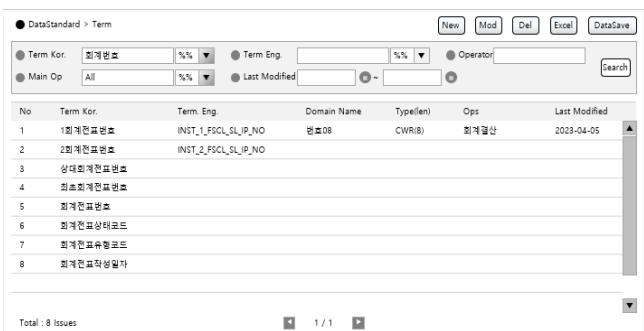 DataStandard > Term New Mod Del Excel DataSave
Term Kor. 회계번호 %% Term Eng. %% Operator
Main Op All %% Last Modified ~ Search
No Term Kor. Term. Eng. Domain Name Type(len) Ops Last Modified
1 1회계전표번호 INST_1_FSCL_SL_IP_NO 번호08 CWR(8) 회계결산 2023-04-05
2 2회계전표번호 INST_2_FSCL_SL_IP_NO
3 상대회계전표번호
4 최초회계전표번호
5 회계전표번호
6 회계전표상태코드
7 회계전표유형코드
8 회계전표작성일자
Total : 8 Issues 1 / 1